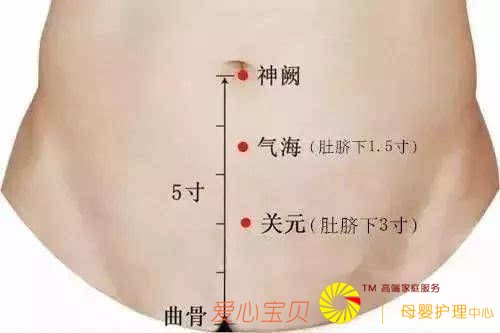 神阙
气海（肚脐下1.5寸）
5寸
关元（肚脐下3寸）
TM 高端家庭服务
曲骨
爱心宝贝
母婴护理中心